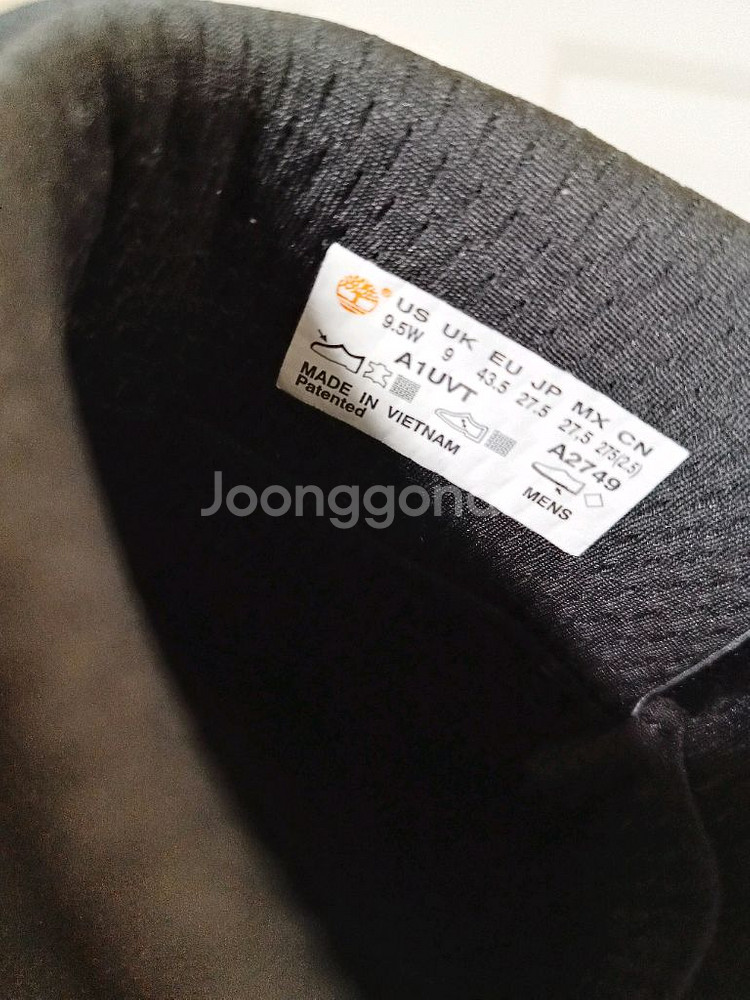 US UK EU JP MX CN
9.5W 9 43.5 27.5 27.5 275(2.5)
A1UVT A2749
MADE IN VIETNAM
Patented
MENS